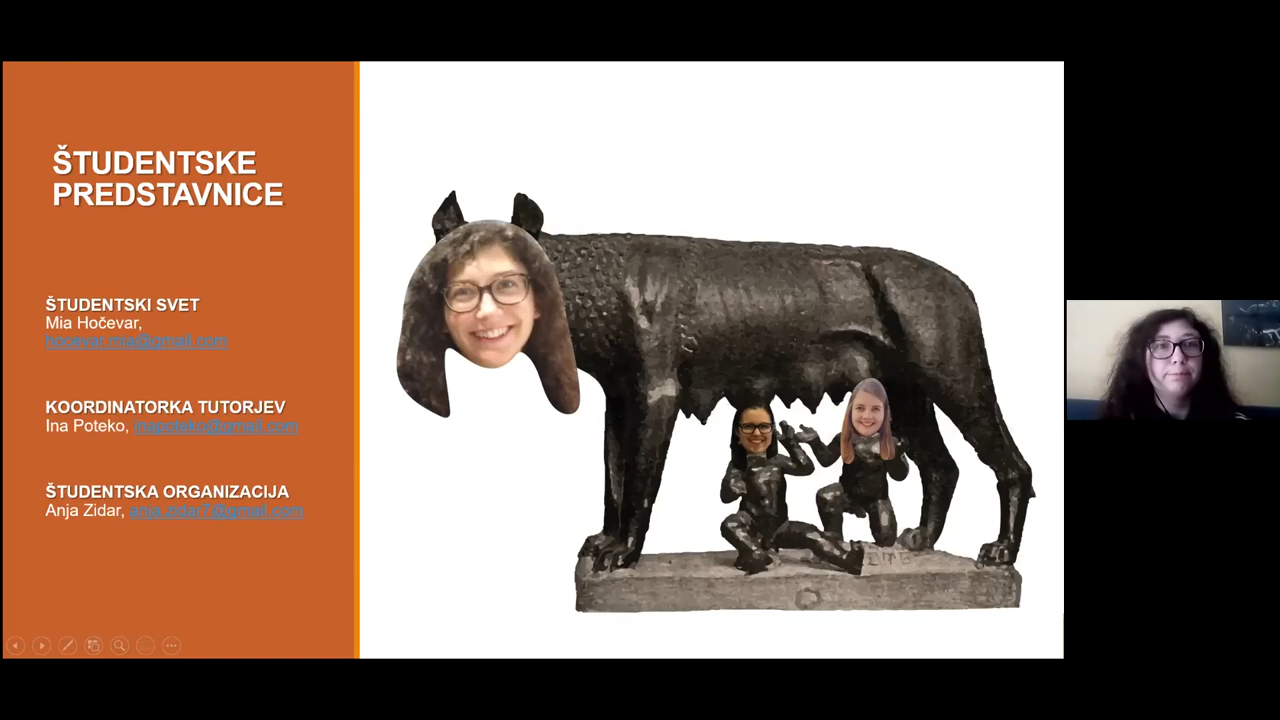 ŠTUDENTSKE
PREDSTAVNICE
ŠTUDENTSKI SVET
Mia Hočevar,
hocevar.mia@gmail.com
KOORDINATORKA TUTORJEV
Ina Poteko, inapoteko@gmail.com
ŠTUDENTSKA ORGANIZACIJA
Anja Zidar, anja.zidar7@gmail.com